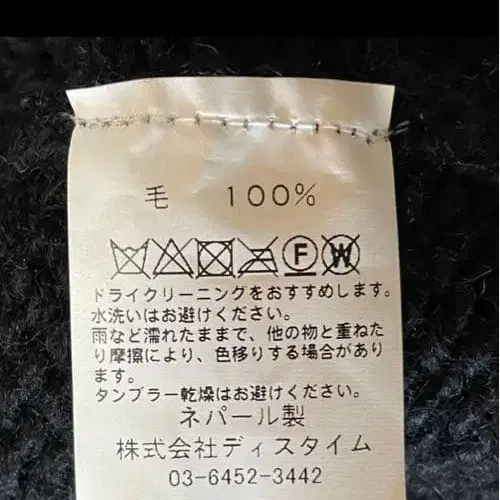 毛 100%
F W
ドライクリーニングをおすすめします。
水洗いはお避けください。
雨など濡れたままで、他の物と重ねた
り摩擦により、色移りする場合があり
ます。
タンブラー乾燥はお避けください。
ネパール製
株式会社ディスタイム
03-6452-3442